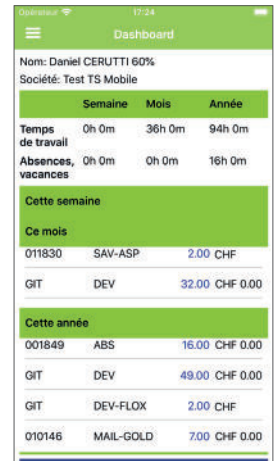 Opérateur 17:24
Dashboard
Nom: Daniel CERUTTI 60%
Société: Test TS Mobile
Semaine Mois Année
Temps de travail 0h 0m 36h 0m 94h 0m
Absences, vacances 0h 0m 0h 0m 16h 0m
Cette semaine
Ce mois
011830 SAV-ASP 2.00 CHF
GIT DEV 32.00 CHF 0.00
Cette année
001849 ABS 16.00 CHF 0.00
GIT DEV 49.00 CHF 0.00
GIT DEV-FLOX 2.00 CHF
010146 MAIL-GOLD 7.00 CHF 0.00